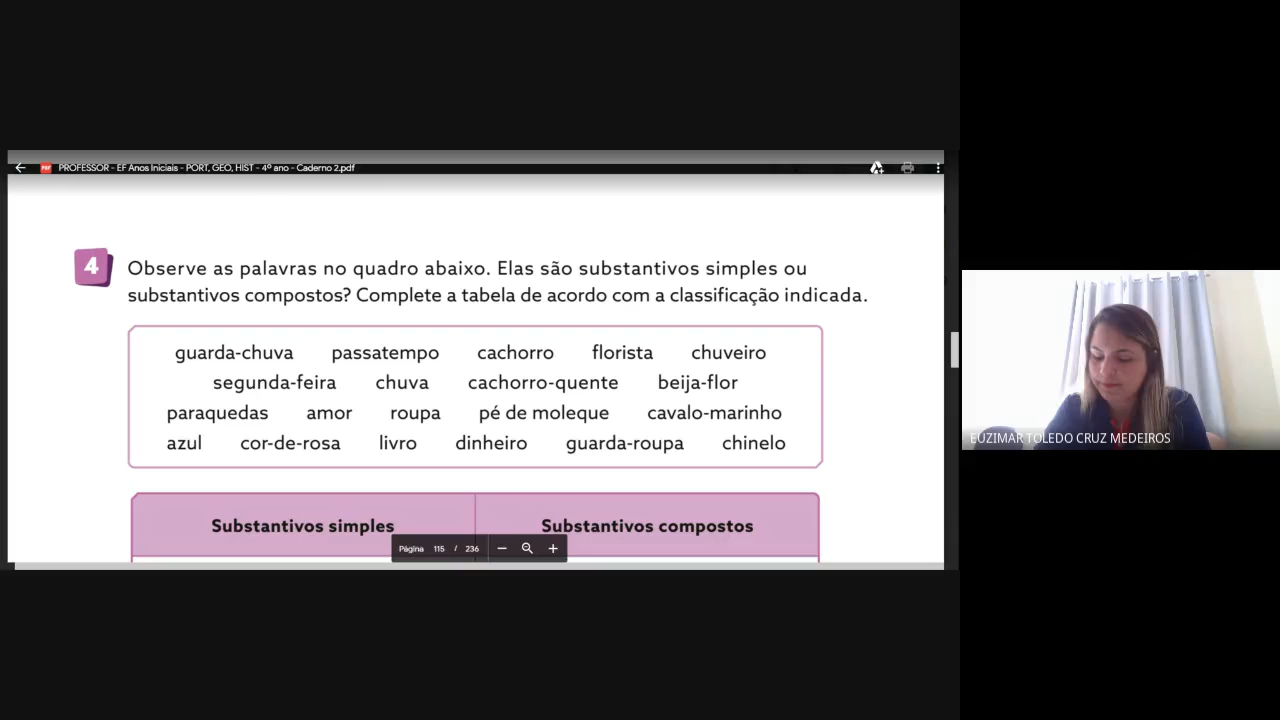 PROFESSOR - EF Anos Iniciais - PORT, GEO, HIST - 4º ano - Caderno 2.pdf
4
Observe as palavras no quadro abaixo. Elas são substantivos simples ou
substantivos compostos? Complete a tabela de acordo com a classificação indicada.
guarda-chuva passatempo cachorro florista chuveiro
segunda-feira chuva cachorro-quente beija-flor
paraquedas amor roupa pé de moleque cavalo-marinho
azul cor-de-rosa livro dinheiro guarda-roupa chinelo
Substantivos simples Substantivos compostos
Página 115 / 236
EUZIMAR TOLEDO CRUZ MEDEIROS